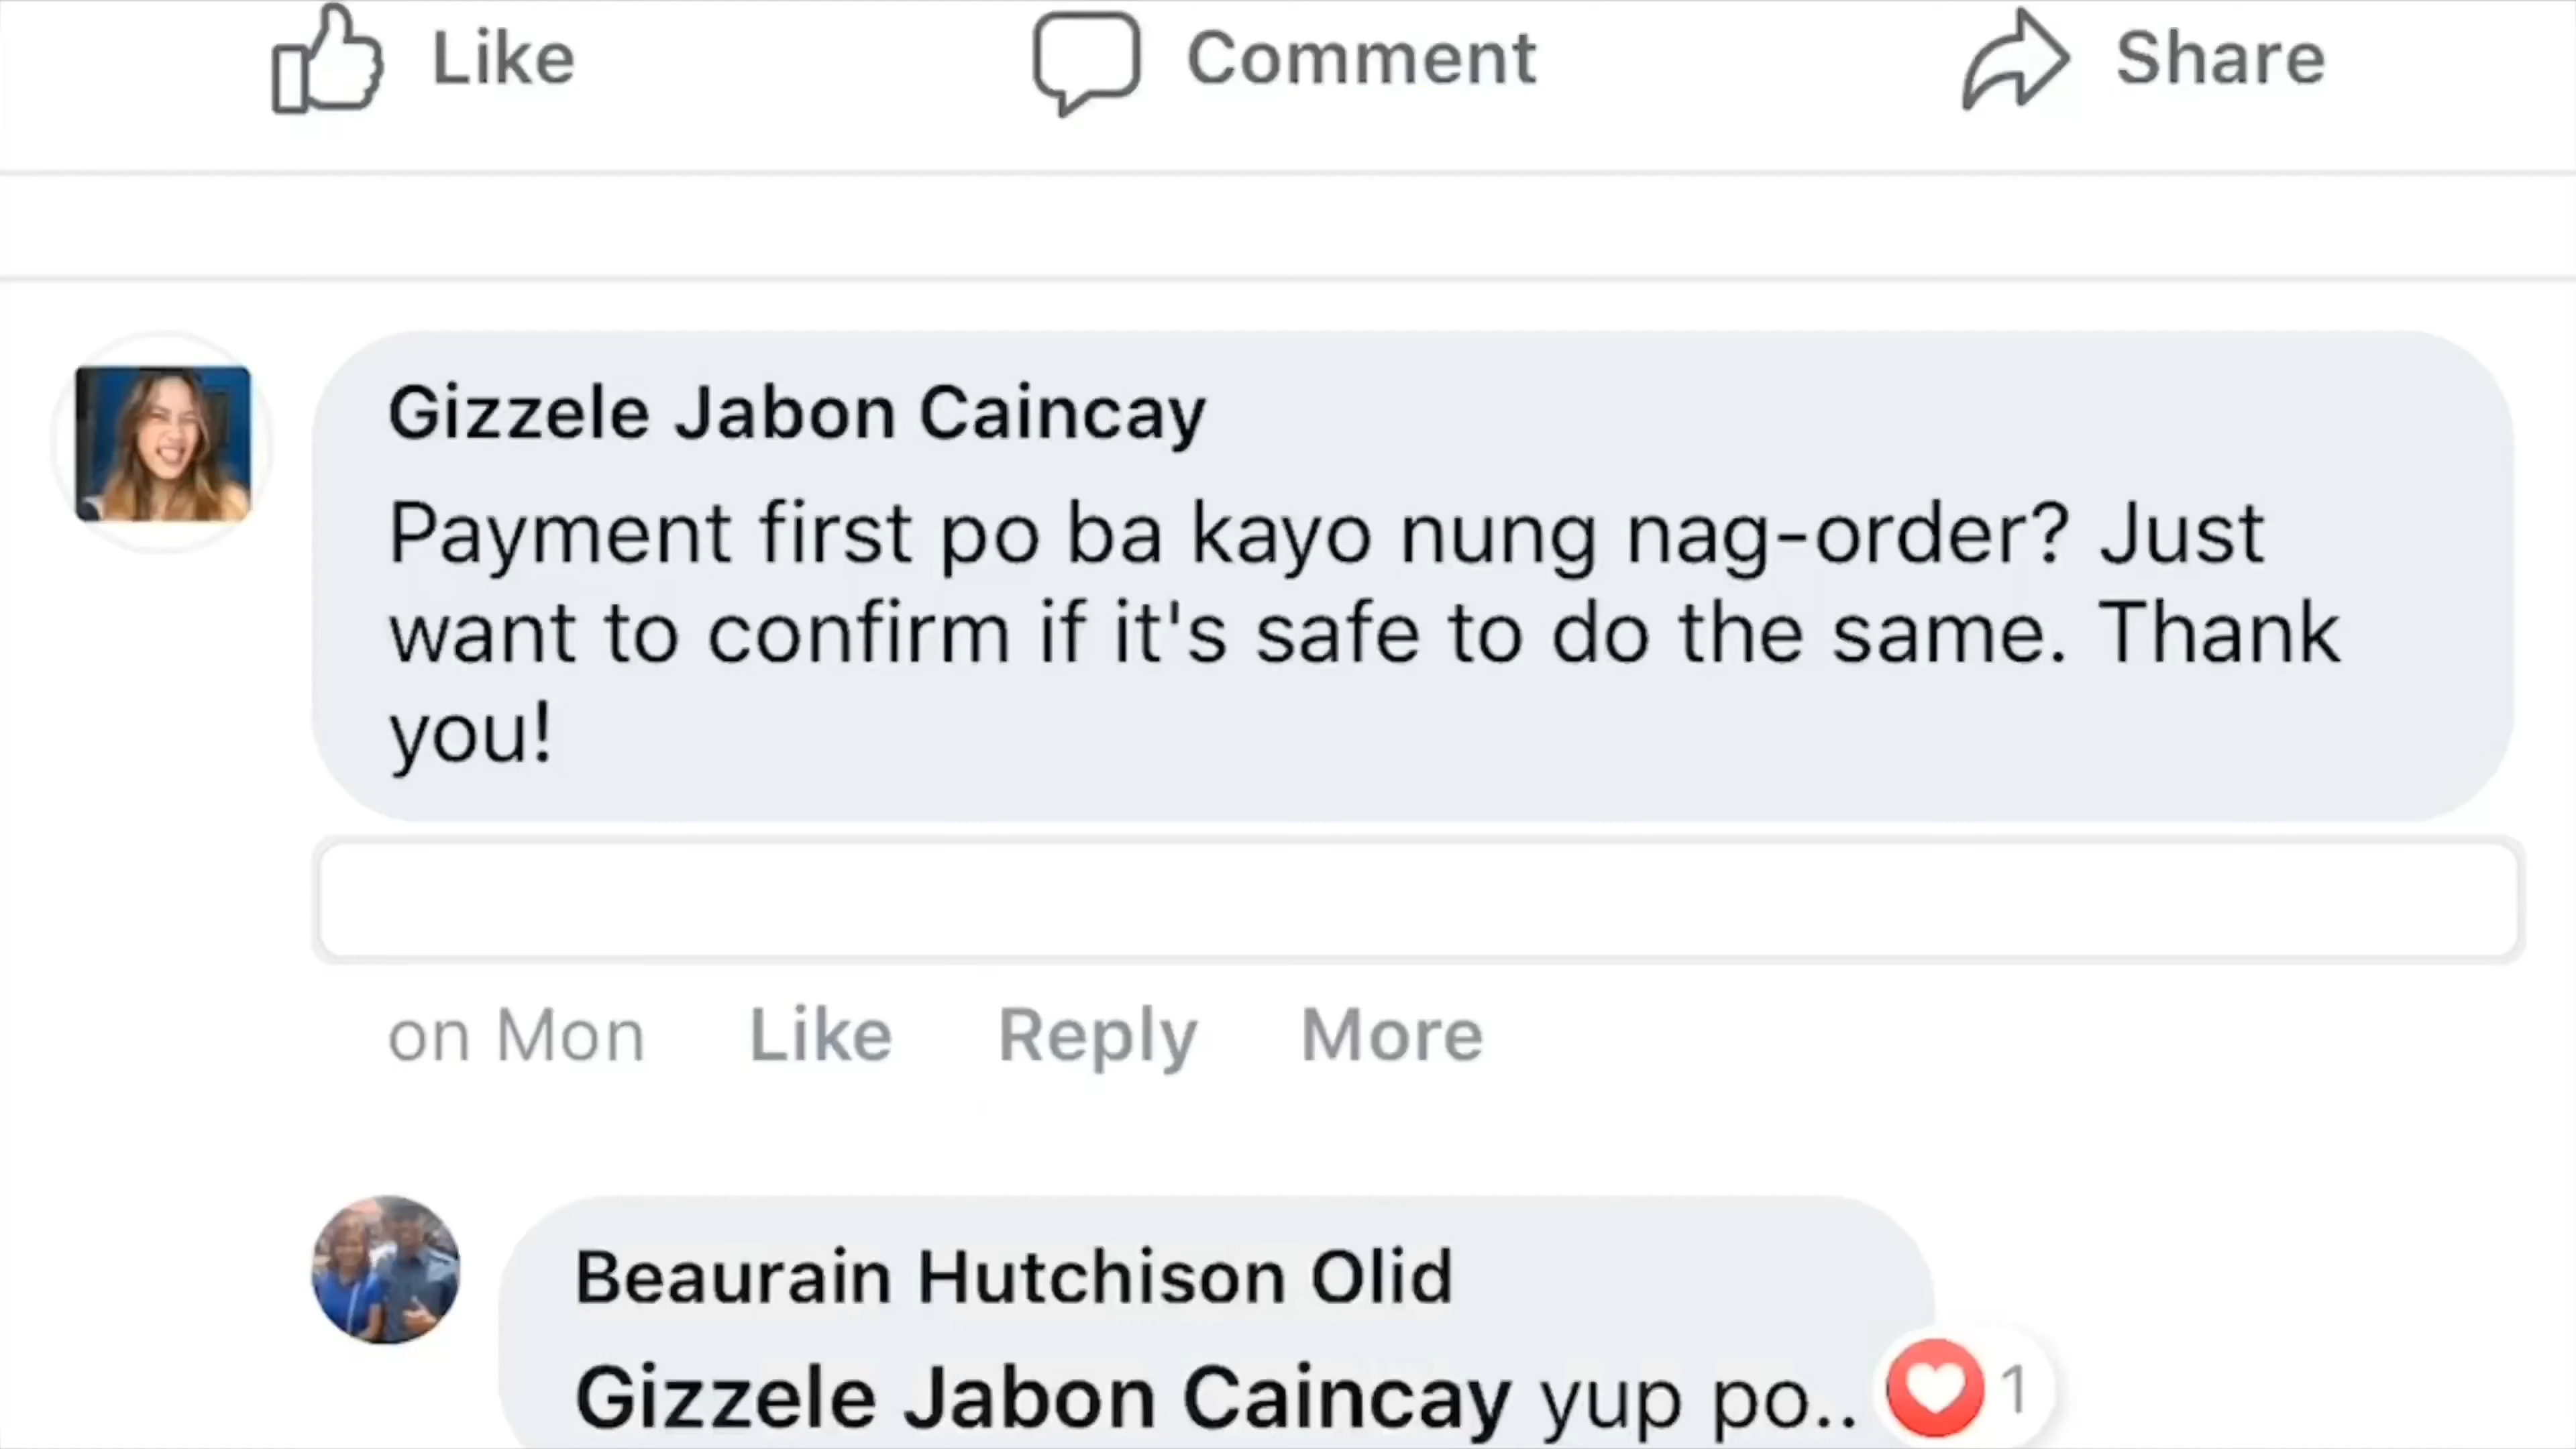 Like Comment Share
Gizzele Jabon Caincay
Payment first po ba kayo nung nag-order? Just
want to confirm if it's safe to do the same. Thank
you!
on Mon Like Reply More
Beaurain Hutchison Olid
Gizzele Jabon Caincay yup po.. 1